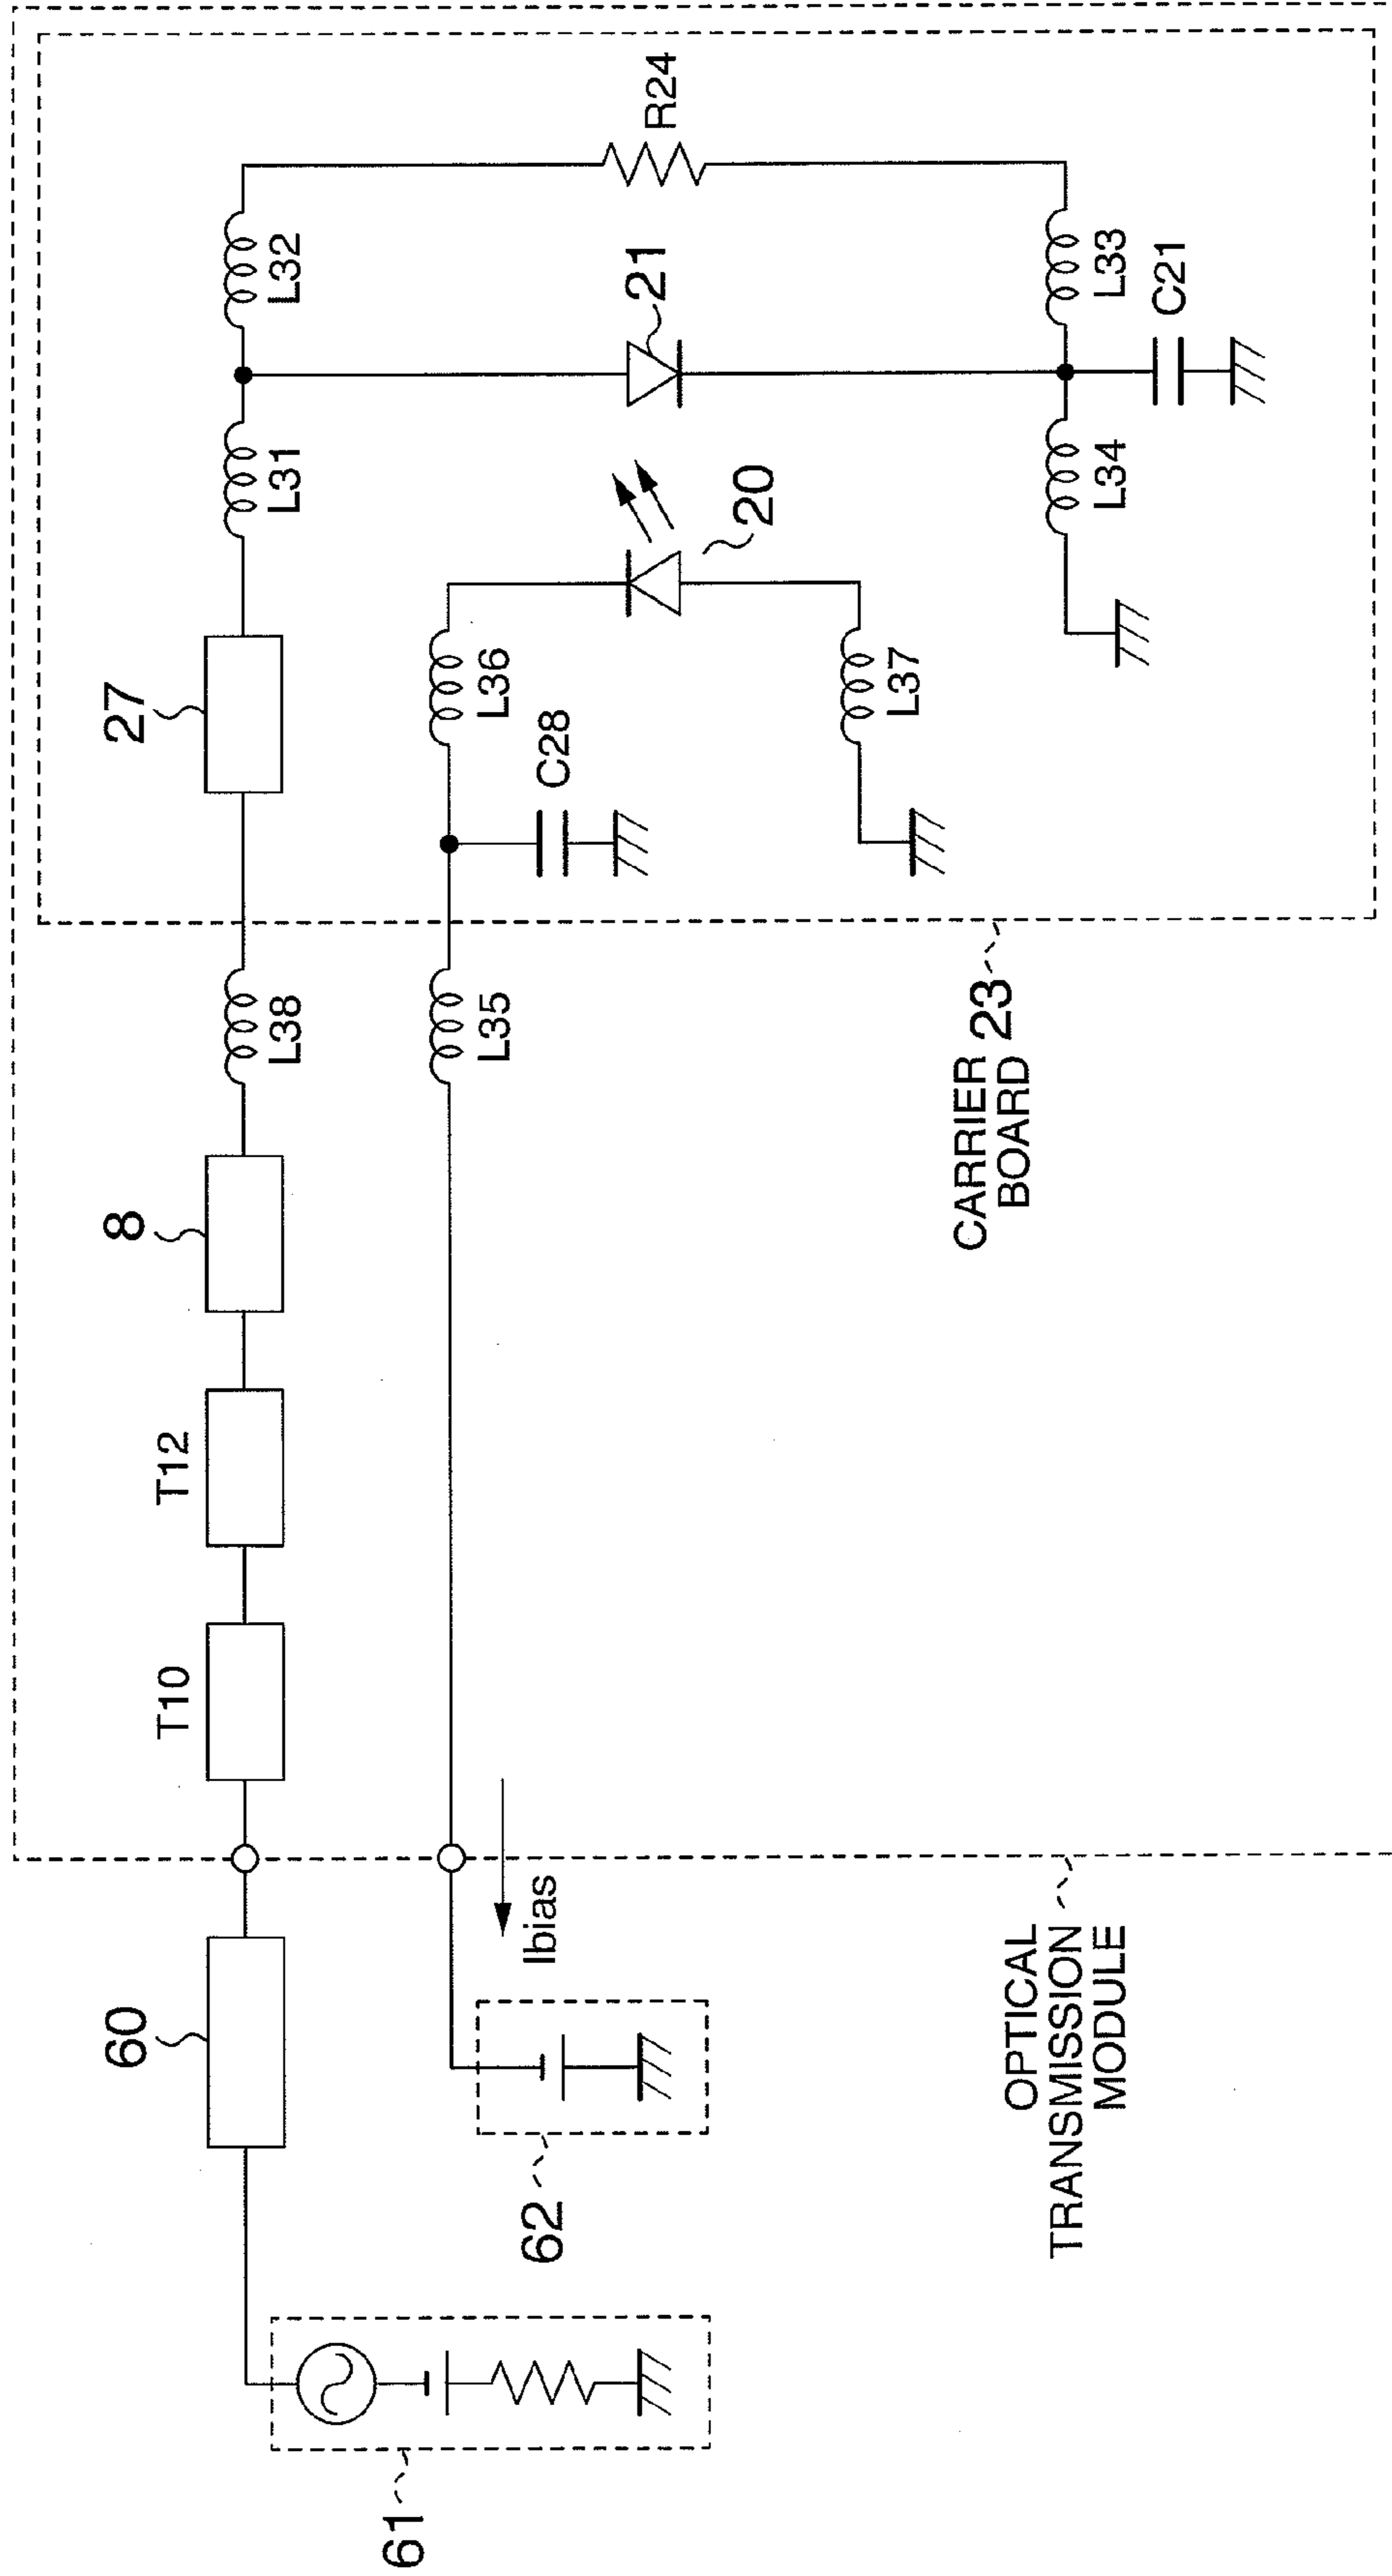 61
60
T10
T12
8
L38
27
L31
L32
R24
21
20
62
Ibias
L35
C28
L36
L37
L34
L33
C21
CARRIER
BOARD 23
OPTICAL
TRANSMISSION
MODULE